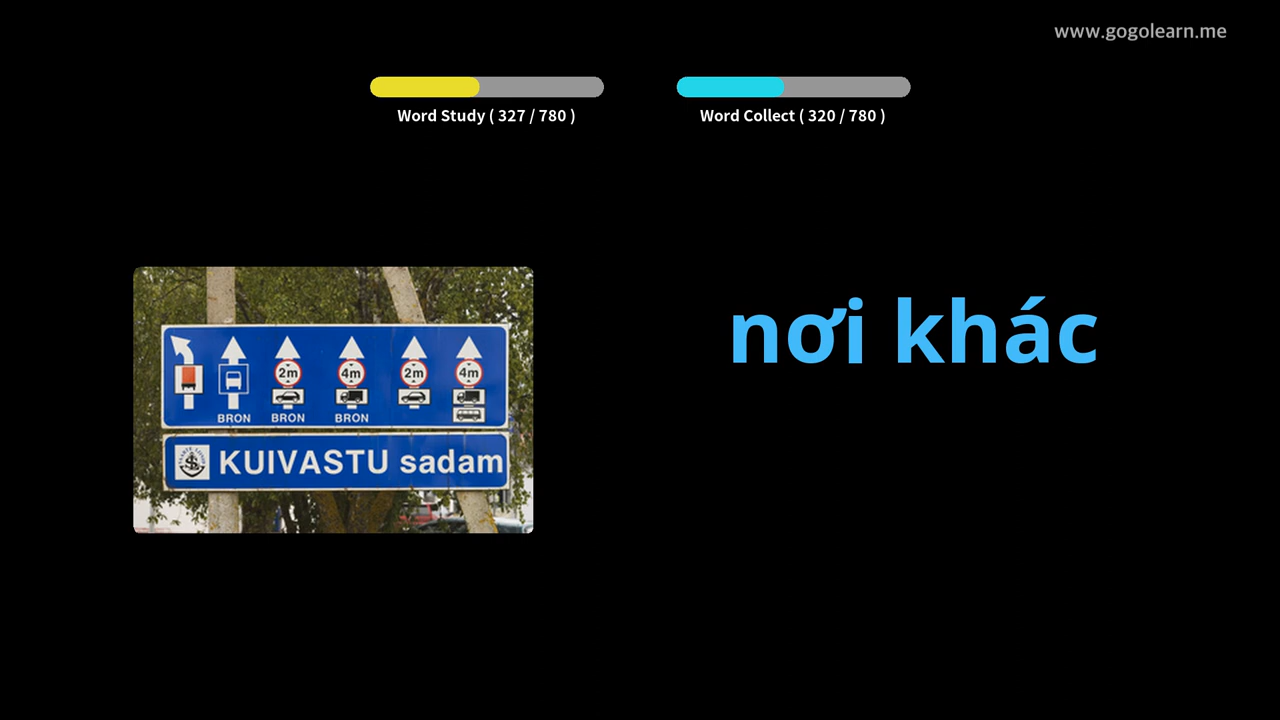 www.gogolearn.me
Word Study ( 327 / 780 )
Word Collect ( 320 / 780 )
nơi khác
2m
4m
2m
4m
BRON
BRON
BRON
KUIVASTU sadam